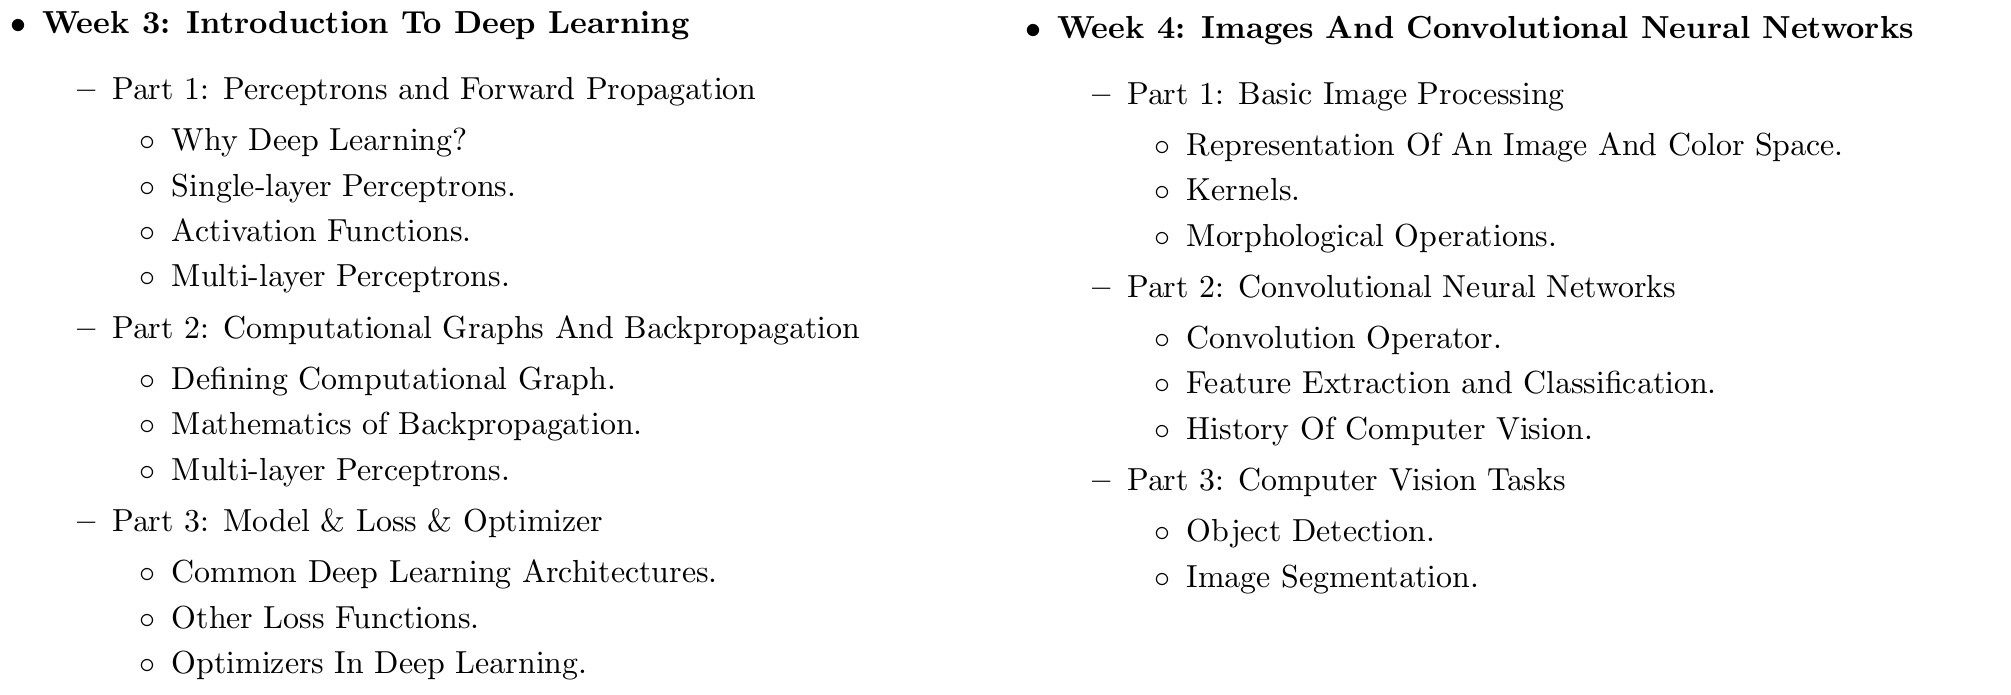 • Week 3: Introduction To Deep Learning
– Part 1: Perceptrons and Forward Propagation
◦ Why Deep Learning?
◦ Single-layer Perceptrons.
◦ Activation Functions.
◦ Multi-layer Perceptrons.
– Part 2: Computational Graphs And Backpropagation
◦ Defining Computational Graph.
◦ Mathematics of Backpropagation.
◦ Multi-layer Perceptrons.
– Part 3: Model & Loss & Optimizer
◦ Common Deep Learning Architectures.
◦ Other Loss Functions.
◦ Optimizers In Deep Learning.
• Week 4: Images And Convolutional Neural Networks
– Part 1: Basic Image Processing
◦ Representation Of An Image And Color Space.
◦ Kernels.
◦ Morphological Operations.
– Part 2: Convolutional Neural Networks
◦ Convolution Operator.
◦ Feature Extraction and Classification.
◦ History Of Computer Vision.
– Part 3: Computer Vision Tasks
◦ Object Detection.
◦ Image Segmentation.